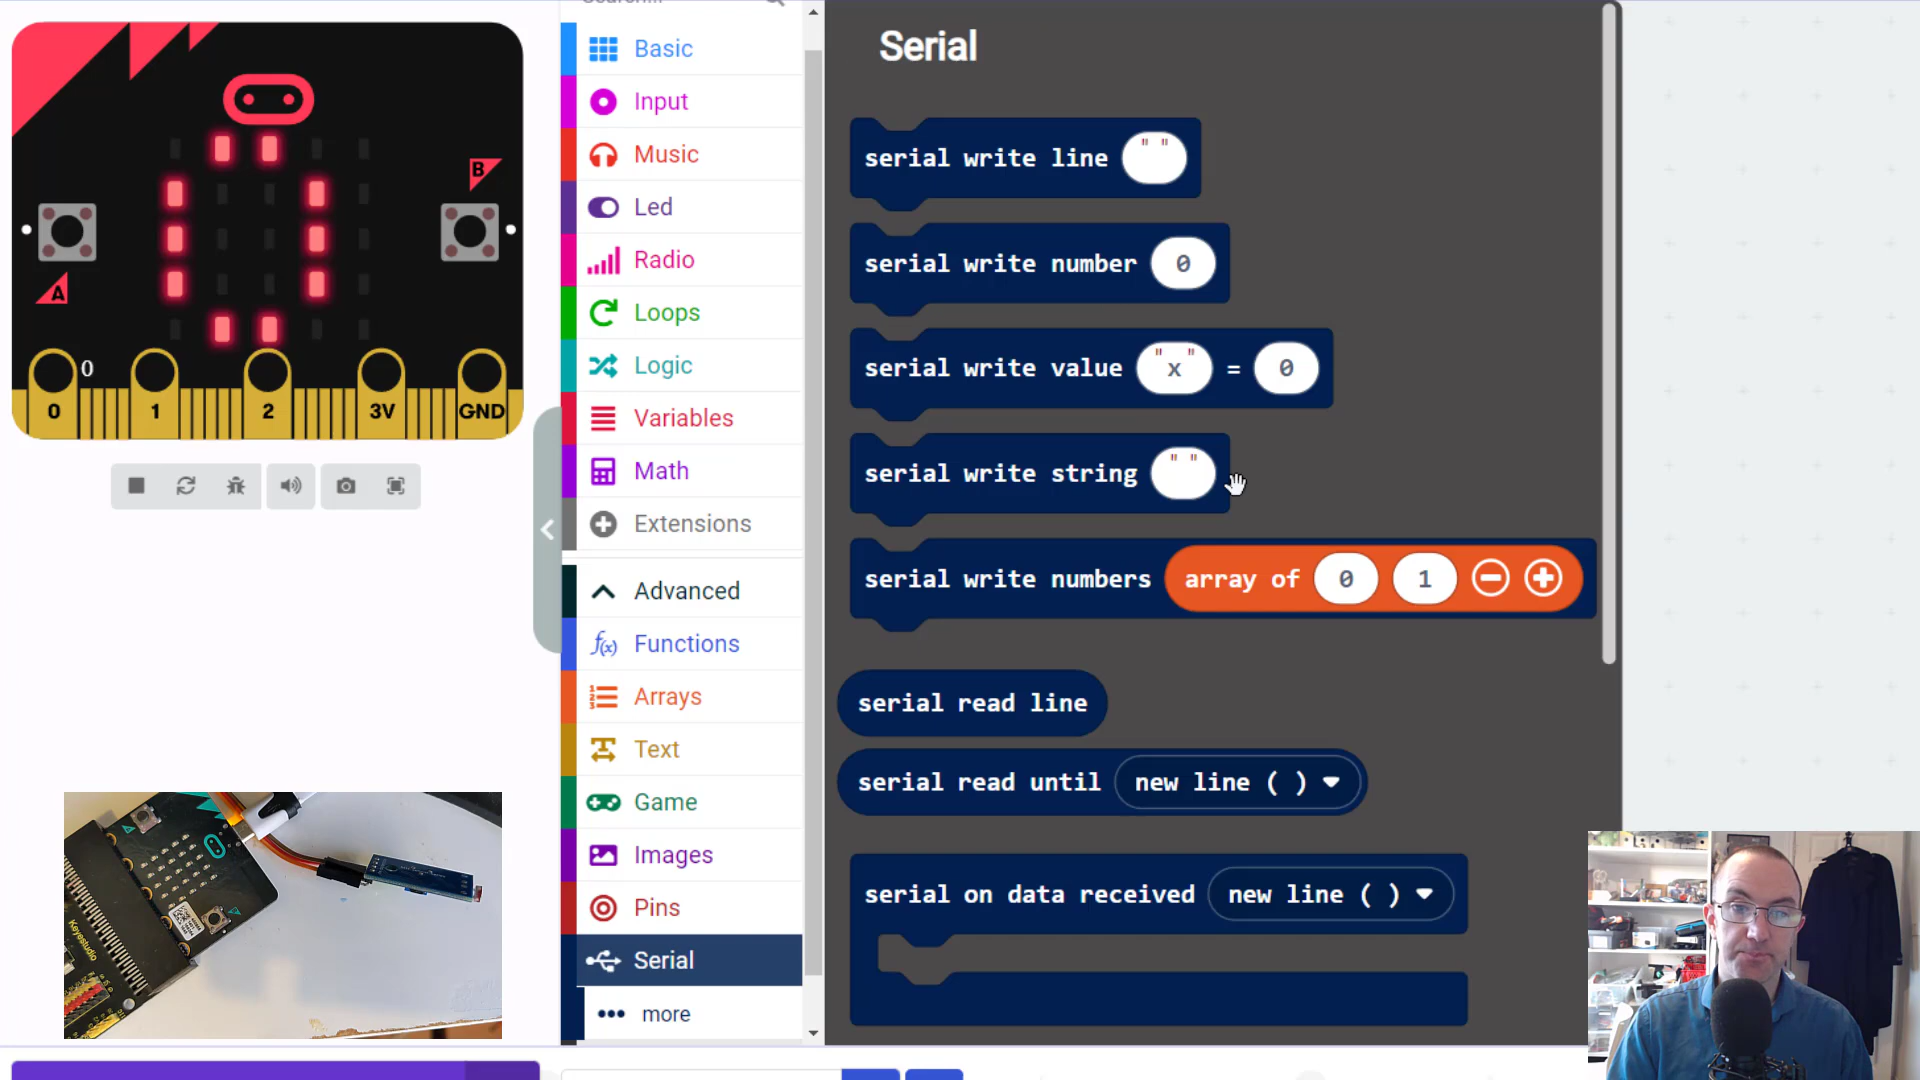 B
A
0
0 1 2 3V GND
Basic
Input
Music
Led
Radio
Loops
Logic
Variables
Math
Extensions
Advanced
Functions
Arrays
Text
Game
Images
Pins
Serial
more
Serial
serial write line " "
serial write number 0
serial write value "x" = 0
serial write string " "
serial write numbers array of 0 1
serial read line
serial read until new line ( )
serial on data received new line ( )
Keyestudio